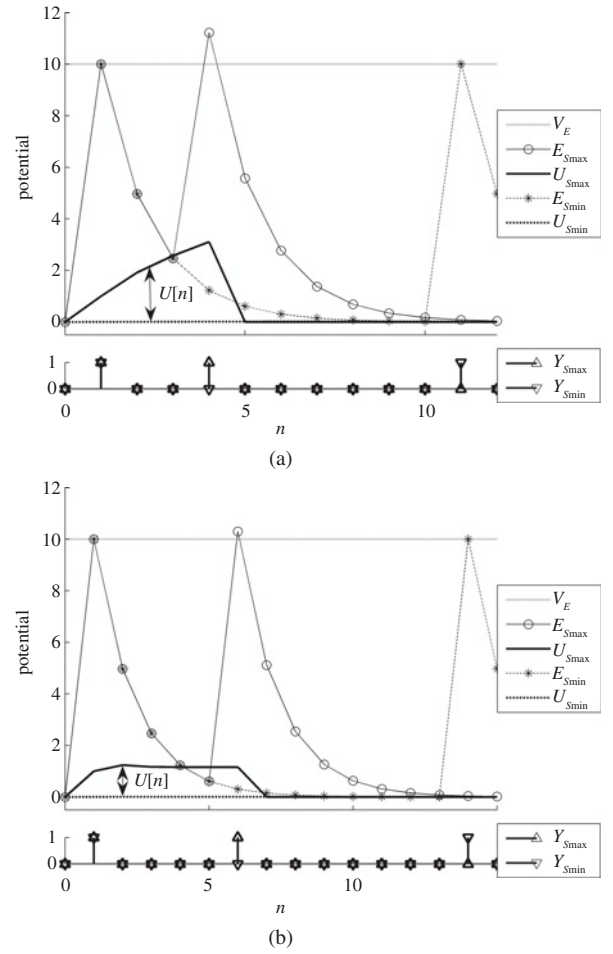 12
10
8
6
4
2
0
potential
U[n]
V_E
E_Smax
U_Smax
E_Smin
U_Smin
1
0
0
5
10
n
Y_Smax
Y_Smin
(a)
12
10
8
6
4
2
0
potential
U[n]
V_E
E_Smax
U_Smax
E_Smin
U_Smin
1
0
0
5
10
n
Y_Smax
Y_Smin
(b)